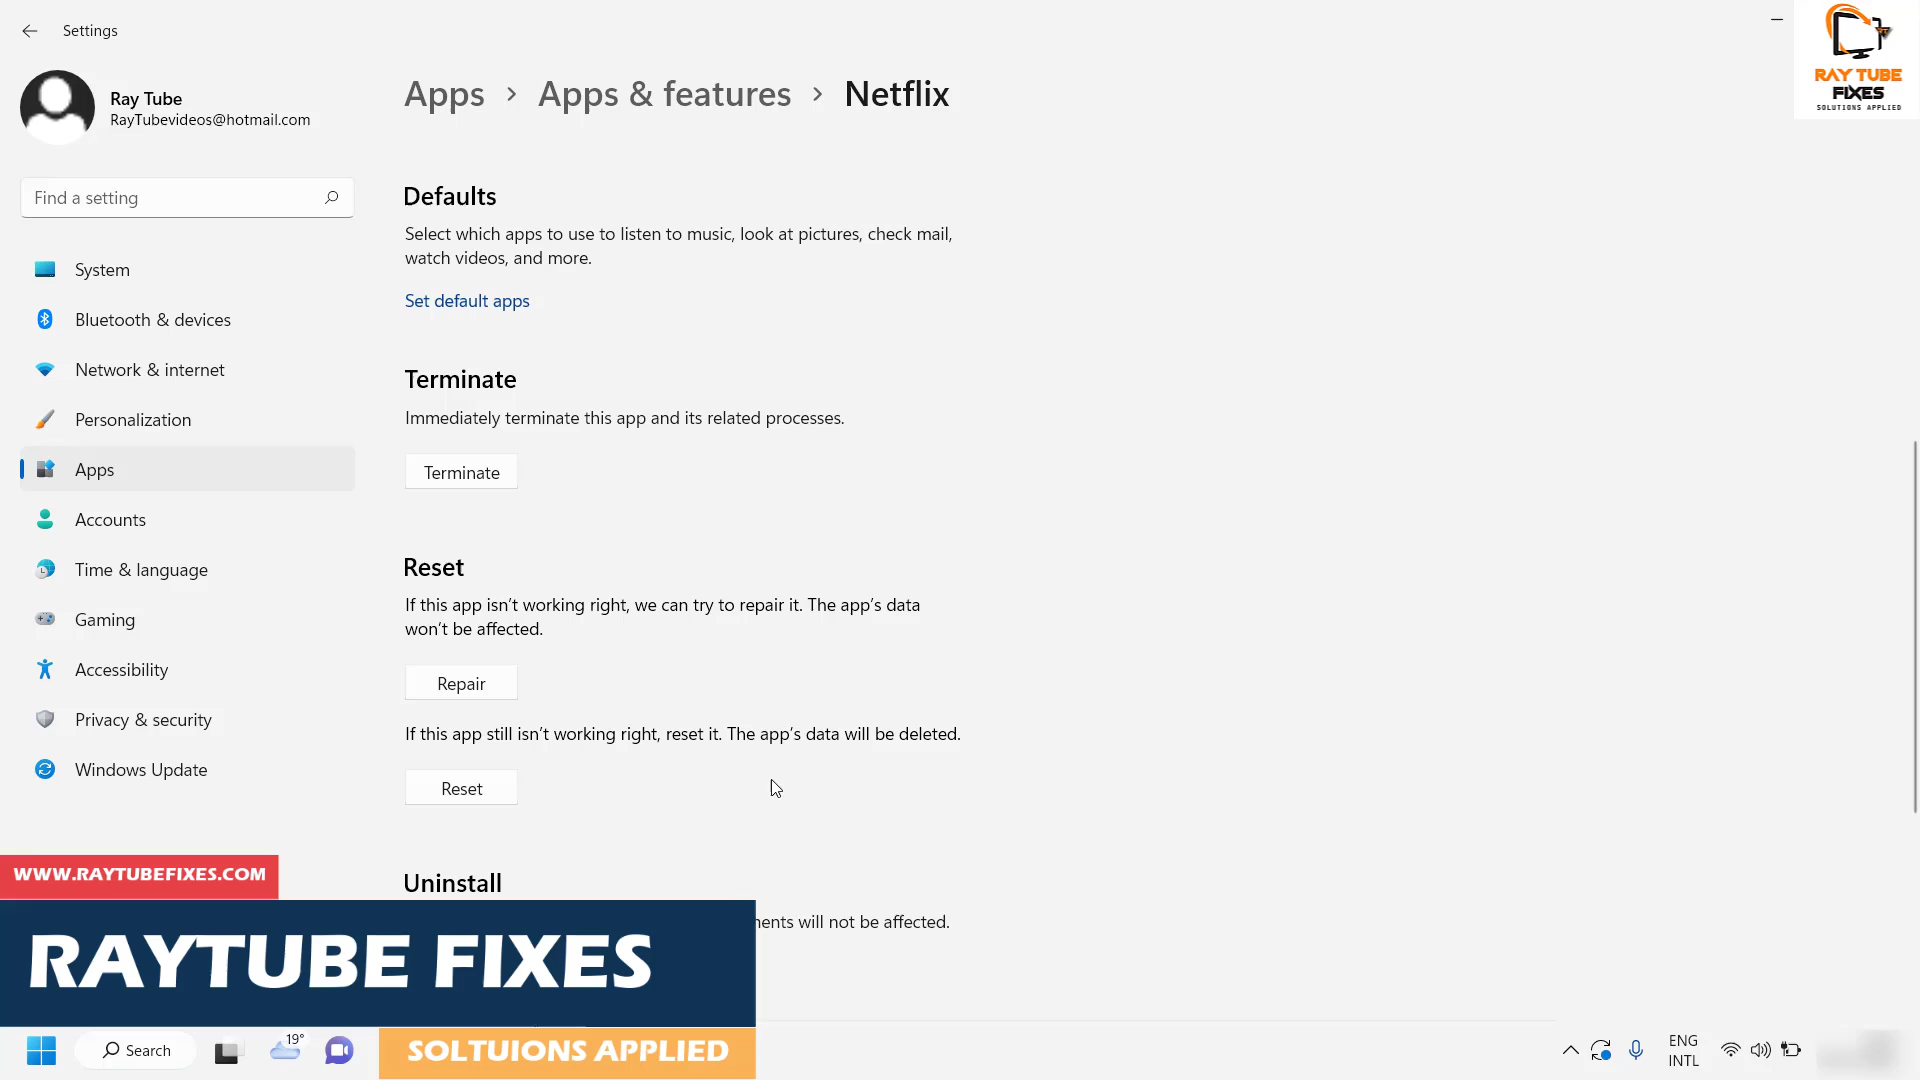 Settings
Ray Tube
RayTubevideos@hotmail.com
Find a setting
System
Bluetooth & devices
Network & internet
Personalization
Apps
Accounts
Time & language
Gaming
Accessibility
Privacy & security
Windows Update
Apps > Apps & features > Netflix
Defaults
Select which apps to use to listen to music, look at pictures, check mail,
watch videos, and more.
Set default apps
Terminate
Immediately terminate this app and its related processes.
Terminate
Reset
If this app isn't working right, we can try to repair it. The app's data
won't be affected.
Repair
If this app still isn't working right, reset it. The app's data will be deleted.
Reset
Uninstall
will not be affected.
RAY TUBE
FIXES
SOLUTIONS APPLIED
WWW.RAYTUBEFIXES.COM
RAYTUBE FIXES
SOLTUIONS APPLIED
Search
19°
ENG
INTL